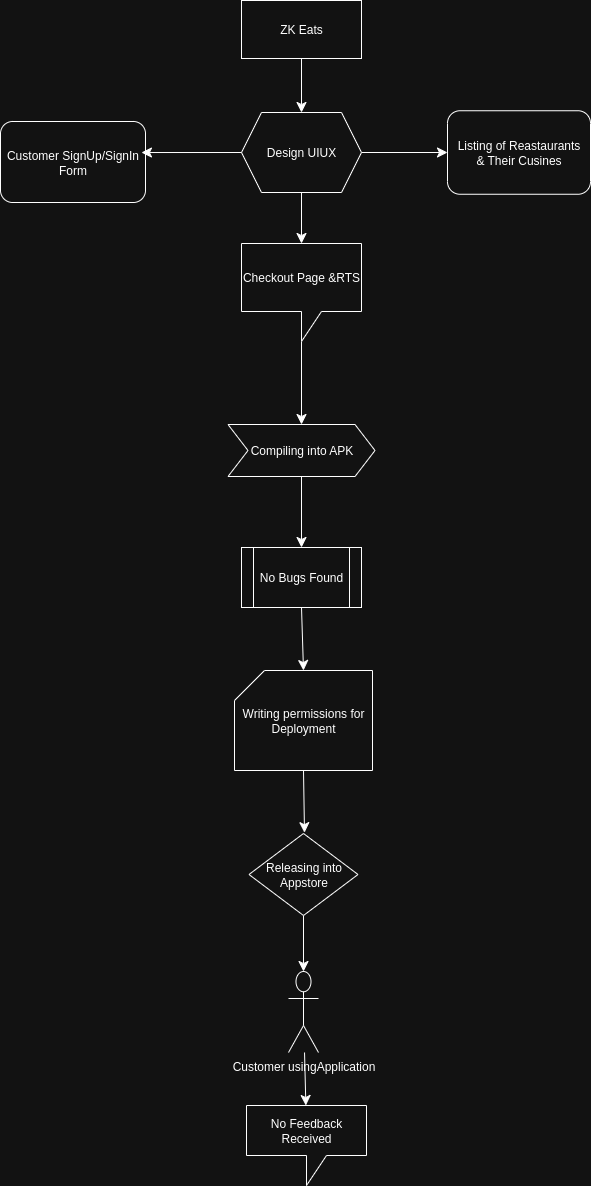 ZK Eats
Customer SignUp/SignIn
Form
Design UIUX
Listing of Reastaurants
& Their Cusines
Checkout Page &RTS
Compiling into APK
No Bugs Found
Writing permissions for
Deployment
Releasing into
Appstore
Customer usingApplication
No Feedback
Received